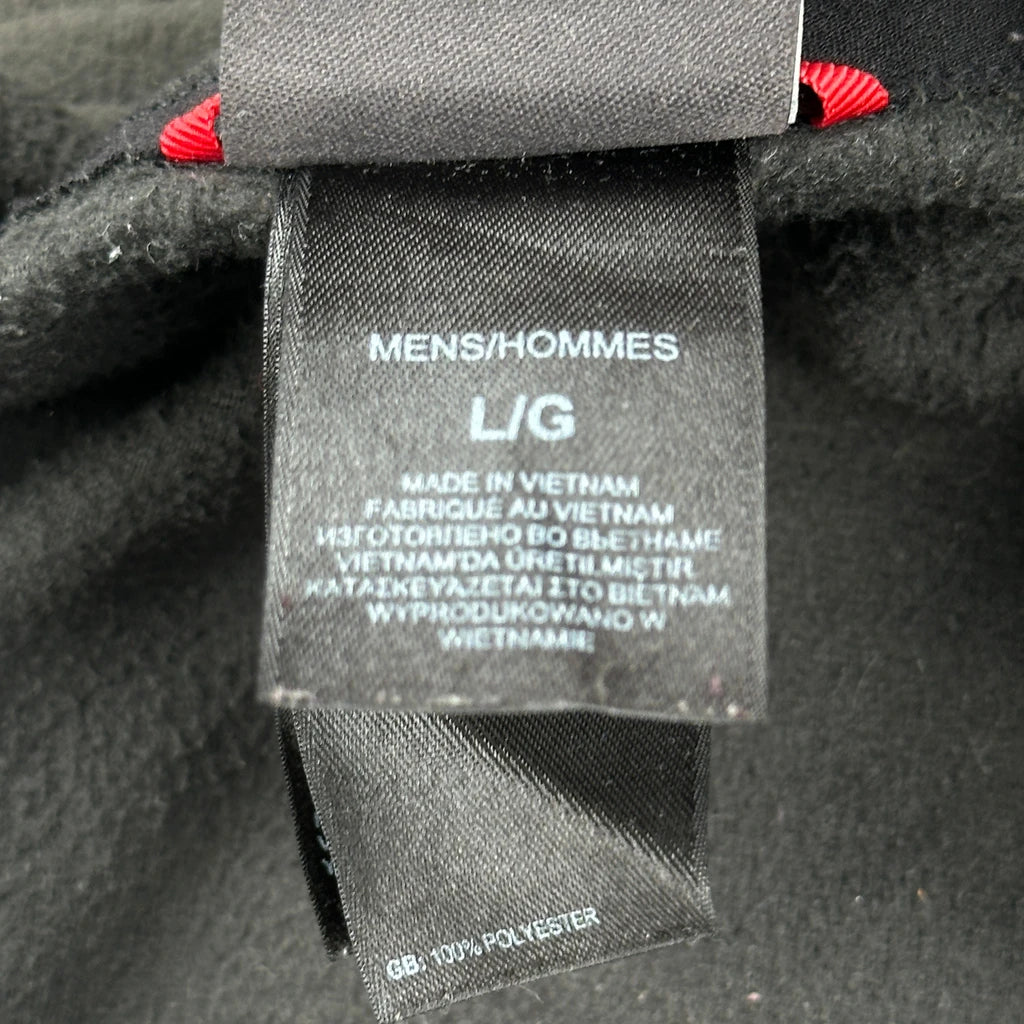 MENS/HOMMES
L/G
MADE IN VIETNAM
FABRIQUÉ AU VIETNAM
ИЗГОТОВЛЕНО ВО ВЬЕТНАМЕ
VIETNAM'DA ÜRETILMIŞTIR
ΚΑΤΑΣΚΕΥΑΖΕΤΑΙ ΣΤΟ ΒΙΕΤΝΑΜ
WYPRODUKOWANO W
WIETNAMIE
GB: 100% POLYESTER